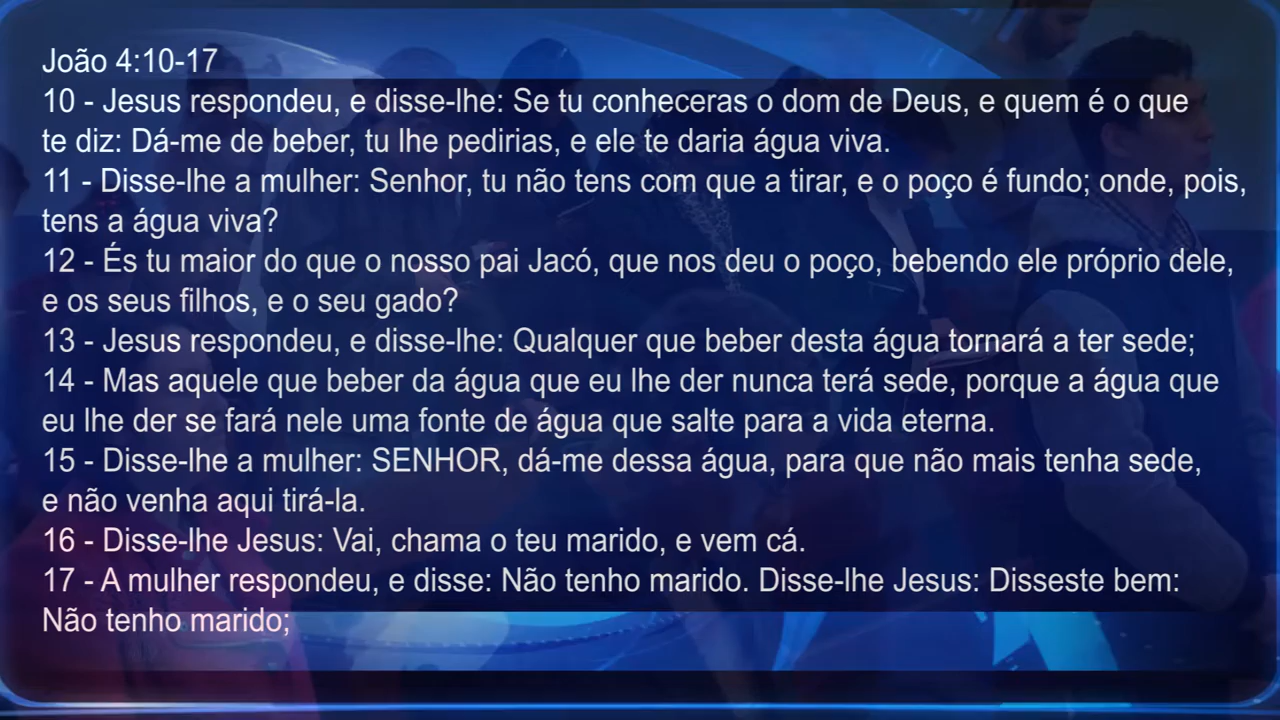 João 4:10-17
10 - Jesus respondeu, e disse-lhe: Se tu conheceras o dom de Deus, e quem é o que
te diz: Dá-me de beber, tu lhe pedirias, e ele te daria água viva.
11 - Disse-lhe a mulher: Senhor, tu não tens com que a tirar, e o poço é fundo; onde, pois,
tens a água viva?
12 - És tu maior do que o nosso pai Jacó, que nos deu o poço, bebendo ele próprio dele,
e os seus filhos, e o seu gado?
13 - Jesus respondeu, e disse-lhe: Qualquer que beber desta água tornará a ter sede;
14 - Mas aquele que beber da água que eu lhe der nunca terá sede, porque a água que
eu lhe der se fará nele uma fonte de água que salte para a vida eterna.
15 - Disse-lhe a mulher: SENHOR, dá-me dessa água, para que não mais tenha sede,
e não venha aqui tirá-la.
16 - Disse-lhe Jesus: Vai, chama o teu marido, e vem cá.
17 - A mulher respondeu, e disse: Não tenho marido. Disse-lhe Jesus: Disseste bem:
Não tenho marido;